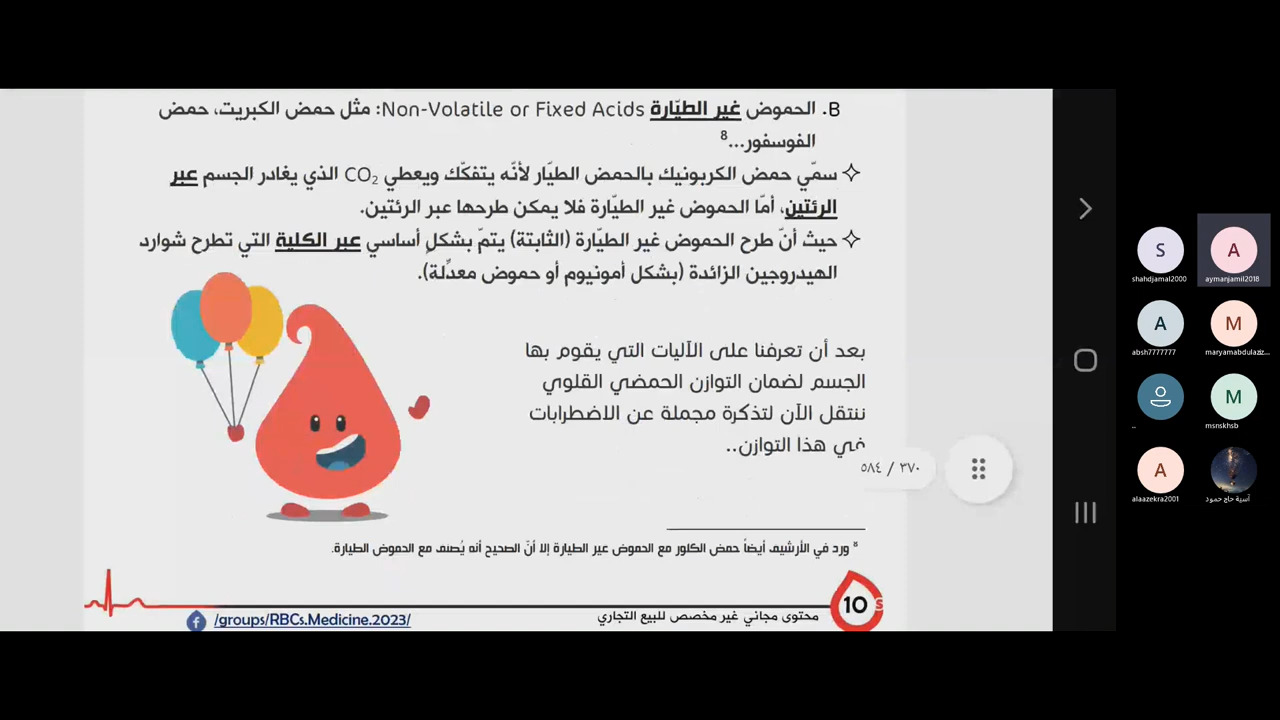 B. الحموض غير الطيّارة Non-Volatile or Fixed Acids: مثل حمض الكبريت، حمض
الفوسفور...⁸
✧ سمّي حمض الكربونيك بالحمض الطيّار لأنّه يتفكّك ويعطي CO₂ الذي يغادر الجسم عبر
الرئتين، أمّا الحموض غير الطيّارة فلا يمكن طرحها عبر الرئتين.
✧ حيث أنّ طرح الحموض غير الطيّارة (الثابتة) يتمّ بشكلٍ أساسي عبر الكلية التي تطرح شوارد
الهيدروجين الزائدة (بشكل أمونيوم أو حموض معدّلة).
بعد أن تعرفنا على الآليات التي يقوم بها
الجسم لضمان التوازن الحمضي القلوي
ننتقل الآن لتذكرة مجملة عن الاضطرابات
في هذا التوازن..
٣٧٠ / ٥٨٤
⁸ ورد في الأرشيف أيضاً حمض الكلور مع الحموض غير الطيارة إلا أنّ الصحيح أنه يُصنف مع الحموض الطيارة.
10
محتوى مجاني غير مخصص للبيع التجاري
/groups/RBCs.Medicine.2023/
S
shahdjamal2000
A
aymanjamil2018
A
absh7777777
M
maryamabdulaziz...
..
M
msnskhsb
A
alaazekra2001
آسية حاج حمود